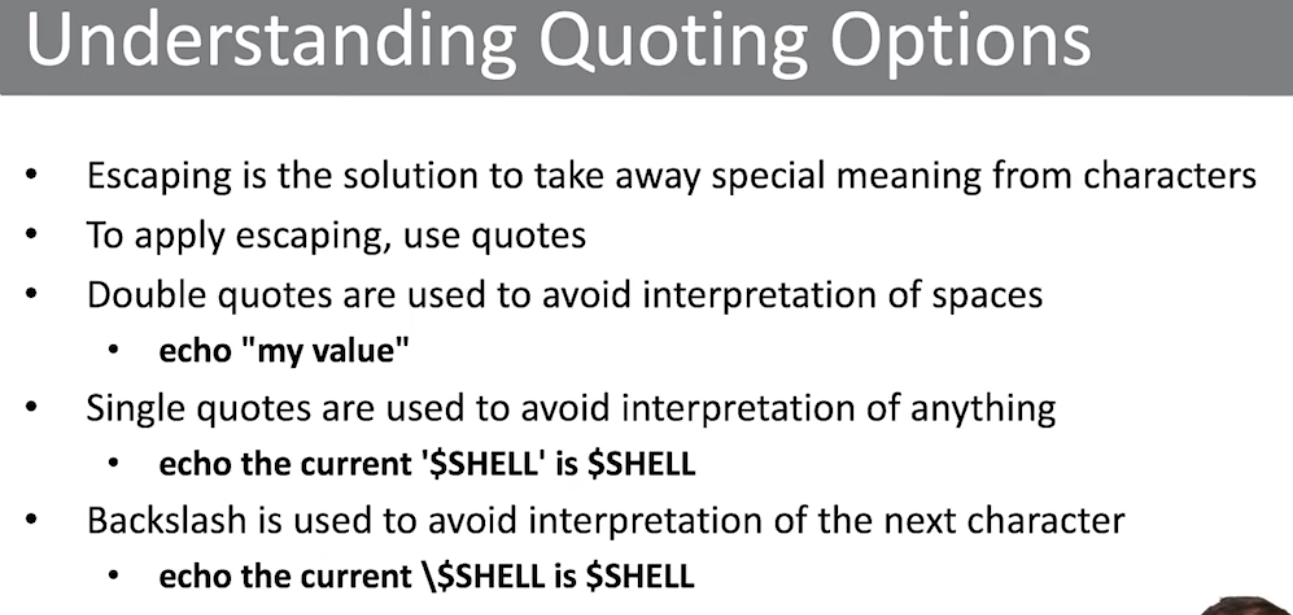 Understanding Quoting Options
• Escaping is the solution to take away special meaning from characters
• To apply escaping, use quotes
• Double quotes are used to avoid interpretation of spaces
• echo "my value"
• Single quotes are used to avoid interpretation of anything
• echo the current '$SHELL' is $SHELL
• Backslash is used to avoid interpretation of the next character
• echo the current \$SHELL is $SHELL